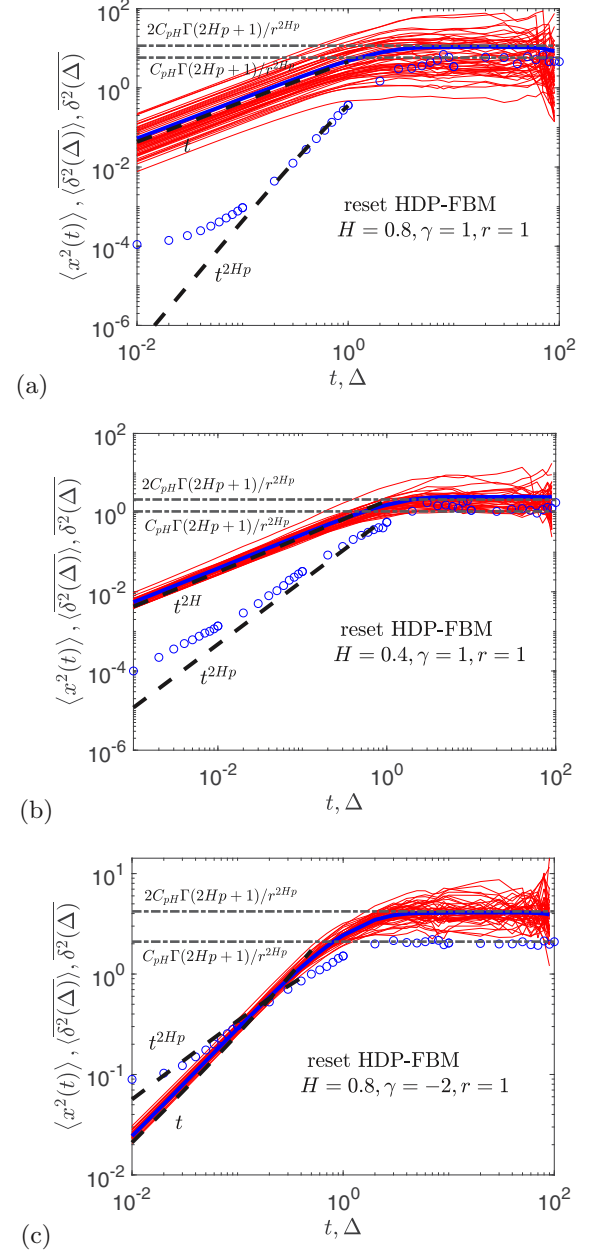 10^2
2C_{pH}Γ(2Hp+1)/r^{2Hp}
C_{pH}Γ(2Hp+1)/r^{2Hp}
10^0
10^{-2}
10^{-4}
10^{-6}
⟨x^2(t)⟩, ⟨\overline{δ^2(Δ)}⟩, \overline{δ^2(Δ)}
t
t^{2Hp}
reset HDP-FBM
H = 0.8, γ = 1, r = 1
10^{-2} 10^0 10^2
t, Δ
(a)
10^2
2C_{pH}Γ(2Hp+1)/r^{2Hp}
C_{pH}Γ(2Hp+1)/r^{2Hp}
10^0
10^{-2}
10^{-4}
10^{-6}
⟨x^2(t)⟩, ⟨\overline{δ^2(Δ)}⟩, \overline{δ^2(Δ)}
t^{2H}
t^{2Hp}
reset HDP-FBM
H = 0.4, γ = 1, r = 1
10^{-2} 10^0 10^2
t, Δ
(b)
10^1
2C_{pH}Γ(2Hp+1)/r^{2Hp}
C_{pH}Γ(2Hp+1)/r^{2Hp}
10^0
10^{-1}
10^{-2}
⟨x^2(t)⟩, ⟨\overline{δ^2(Δ)}⟩, \overline{δ^2(Δ)}
t^{2Hp}
t
reset HDP-FBM
H = 0.8, γ = −2, r = 1
10^{-2} 10^{-1} 10^0 10^1 10^2
t, Δ
(c)